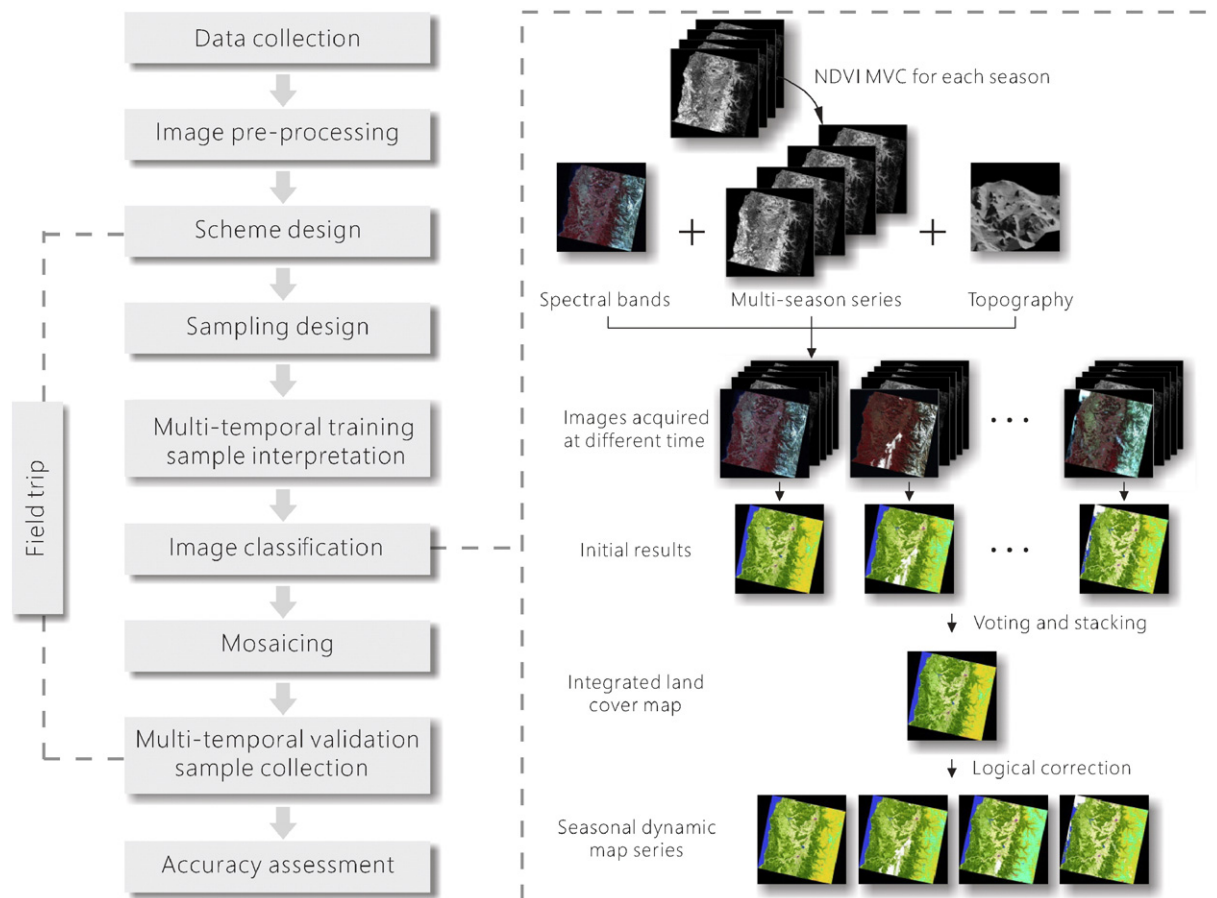 Data collection
Image pre-processing
Scheme design
Sampling design
Multi-temporal training
sample interpretation
Image classification
Mosaicing
Multi-temporal validation
sample collection
Accuracy assessment
Field trip
NDVI MVC for each season
+
+
Spectral bands
Multi-season series
Topography
Images acquired
at different time
...
Initial results
...
Voting and stacking
Integrated land
cover map
Logical correction
Seasonal dynamic
map series